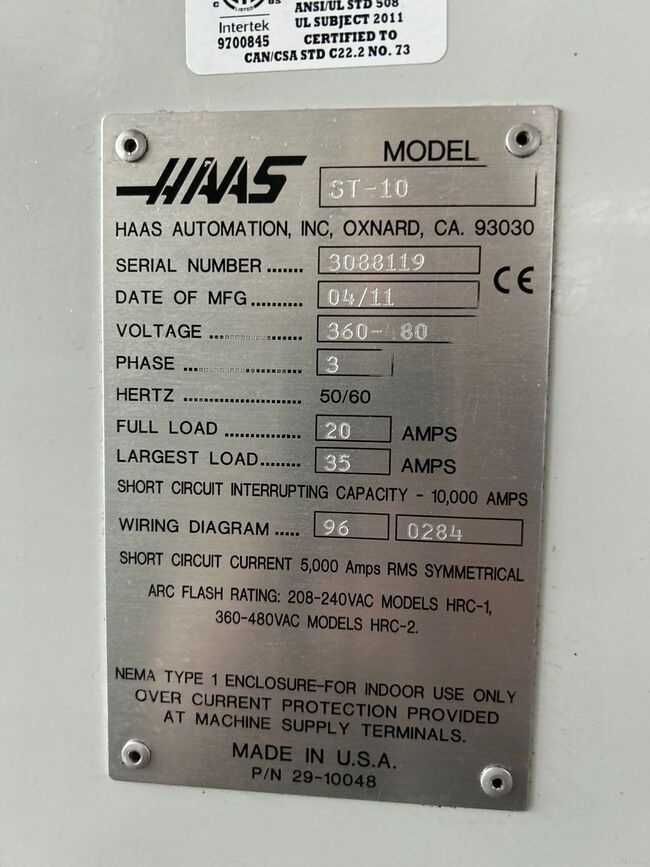 C US
LISTED
Intertek
9700845
ANSI/UL STD 508
UL SUBJECT 2011
CERTIFIED TO
CAN/CSA STD C22.2 NO. 73
HAAS
MODEL
ST-10
HAAS AUTOMATION, INC, OXNARD, CA. 93030
SERIAL NUMBER ....... 3088119
CE
DATE OF MFG.......... 04/11
VOLTAGE .................. 360-480
PHASE ...................... 3
HERTZ ...................... 50/60
FULL LOAD .............. 20 AMPS
LARGEST LOAD........ 35 AMPS
SHORT CIRCUIT INTERRUPTING CAPACITY - 10,000 AMPS
WIRING DIAGRAM ..... 96 0284
SHORT CIRCUIT CURRENT 5,000 Amps RMS SYMMETRICAL
ARC FLASH RATING: 208-240VAC MODELS HRC-1,
360-480VAC MODELS HRC-2.
NEMA TYPE 1 ENCLOSURE-FOR INDOOR USE ONLY
OVER CURRENT PROTECTION PROVIDED
AT MACHINE SUPPLY TERMINALS.
MADE IN U.S.A.
P/N 29-10048